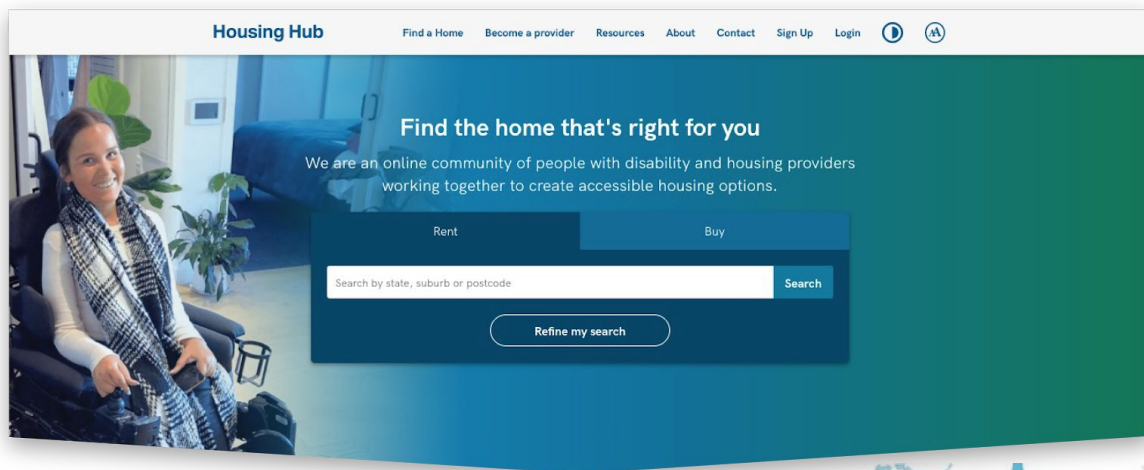 Housing Hub
Find a Home Become a provider Resources About Contact Sign Up Login
Find the home that's right for you
We are an online community of people with disability and housing providers
working together to create accessible housing options.
Rent Buy
Search by state, suburb or postcode Search
Refine my search